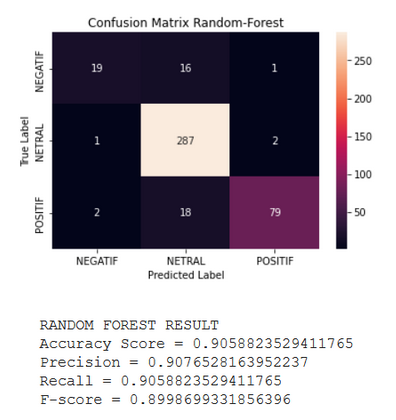 Confusion Matrix Random-Forest
True Label
NEGATIF
NETRAL
POSITIF
19 16 1
1 287 2
2 18 79
NEGATIF NETRAL POSITIF
Predicted Label
250
200
150
100
50
RANDOM FOREST RESULT
Accuracy Score = 0.9058823529411765
Precision = 0.9076528163952237
Recall = 0.9058823529411765
F-score = 0.8998699331856396